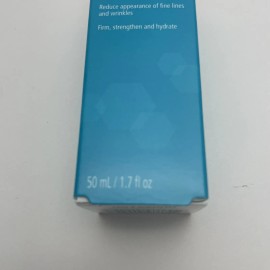 Reduce appearance of fine lines
and wrinkles
Firm, strengthen and hydrate
50 mL / 1.7 fl oz